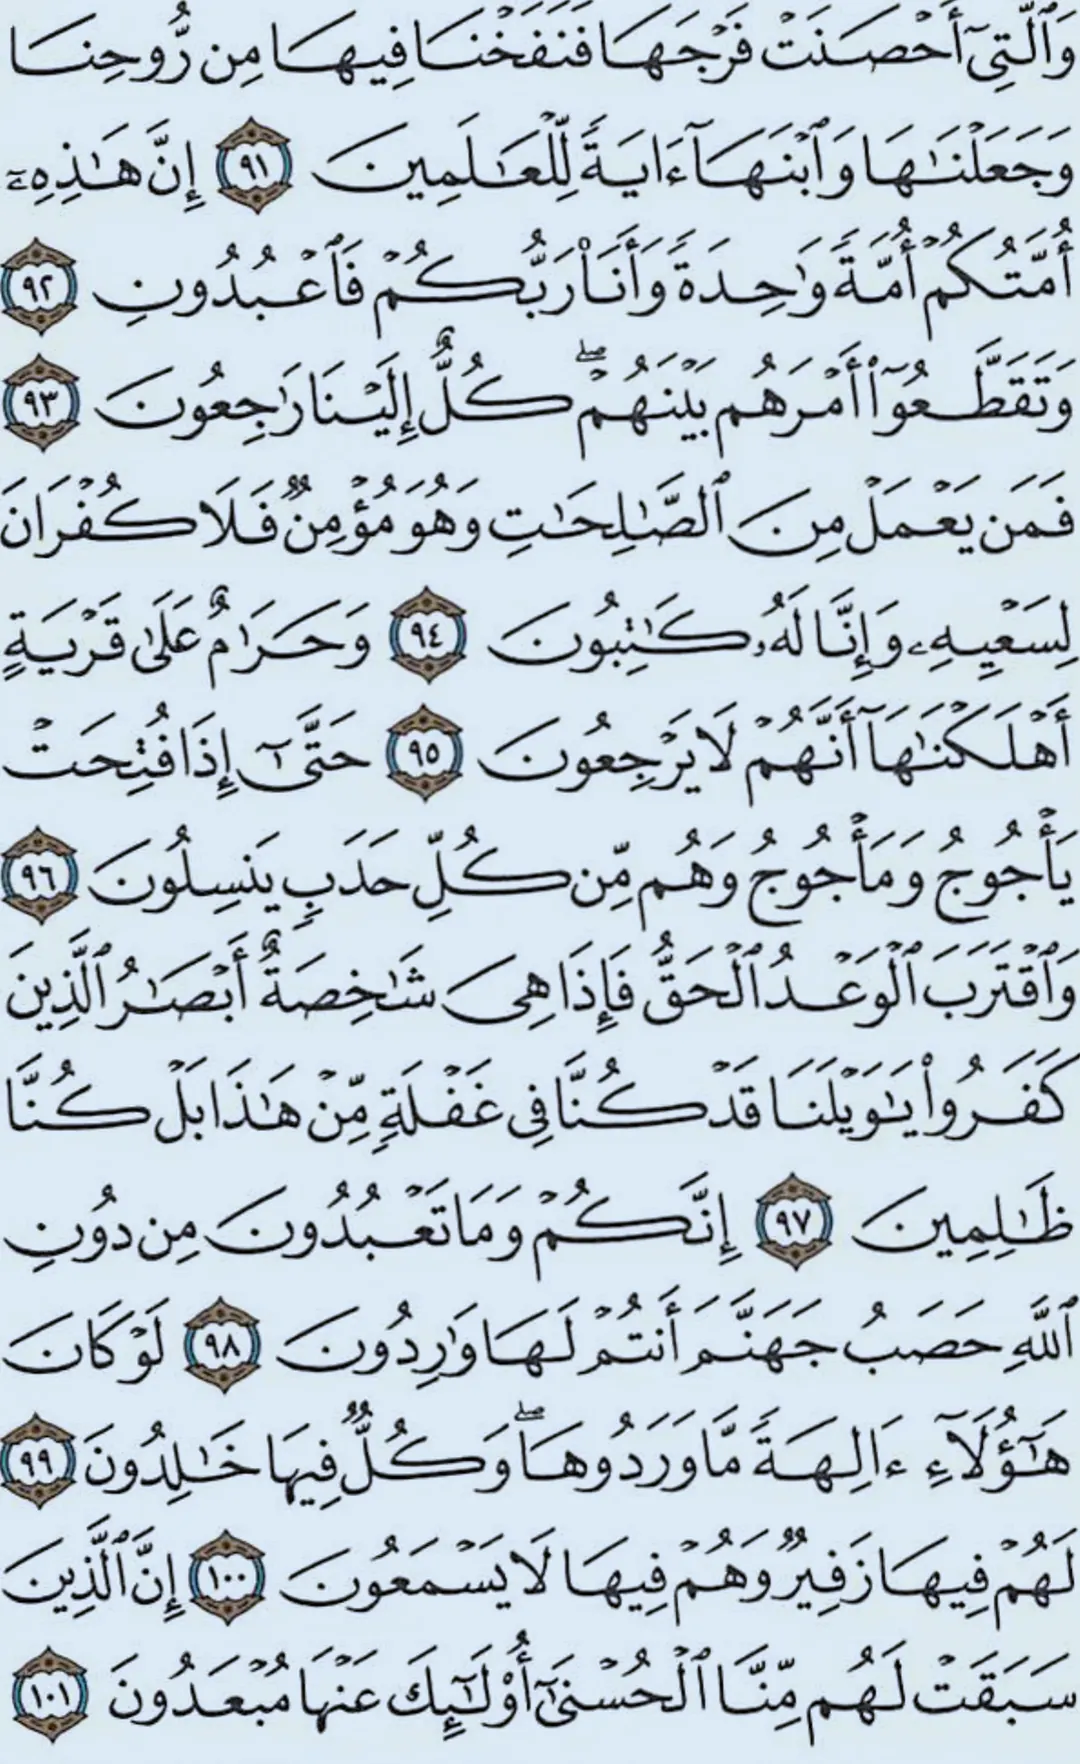 وَٱلَّتِىٓ أَحْصَنَتْ فَرْجَهَا فَنَفَخْنَا فِيهَا مِن رُّوحِنَا
وَجَعَلْنَٰهَا وَٱبْنَهَآ ءَايَةً لِّلْعَٰلَمِينَ ٩١ إِنَّ هَٰذِهِۦٓ
أُمَّتُكُمْ أُمَّةً وَٰحِدَةً وَأَنَا۠ رَبُّكُمْ فَٱعْبُدُونِ ٩٢
وَتَقَطَّعُوٓا۟ أَمْرَهُم بَيْنَهُمْ ۖ كُلٌّ إِلَيْنَا رَٰجِعُونَ ٩٣
فَمَن يَعْمَلْ مِنَ ٱلصَّٰلِحَٰتِ وَهُوَ مُؤْمِنٌ فَلَا كُفْرَانَ
لِسَعْيِهِۦ وَإِنَّا لَهُۥ كَٰتِبُونَ ٩٤ وَحَرَٰمٌ عَلَىٰ قَرْيَةٍ
أَهْلَكْنَٰهَآ أَنَّهُمْ لَا يَرْجِعُونَ ٩٥ حَتَّىٰٓ إِذَا فُتِحَتْ
يَأْجُوجُ وَمَأْجُوجُ وَهُم مِّن كُلِّ حَدَبٍ يَنسِلُونَ ٩٦
وَٱقْتَرَبَ ٱلْوَعْدُ ٱلْحَقُّ فَإِذَا هِىَ شَٰخِصَةٌ أَبْصَٰرُ ٱلَّذِينَ
كَفَرُوا۟ يَٰوَيْلَنَا قَدْ كُنَّا فِى غَفْلَةٍ مِّنْ هَٰذَا بَلْ كُنَّا
ظَٰلِمِينَ ٩٧ إِنَّكُمْ وَمَا تَعْبُدُونَ مِن دُونِ
ٱللَّهِ حَصَبُ جَهَنَّمَ أَنتُمْ لَهَا وَٰرِدُونَ ٩٨ لَوْ كَانَ
هَٰٓؤُلَآءِ ءَالِهَةً مَّا وَرَدُوهَا ۖ وَكُلٌّ فِيهَا خَٰلِدُونَ ٩٩
لَهُمْ فِيهَا زَفِيرٌ وَهُمْ فِيهَا لَا يَسْمَعُونَ ١٠٠ إِنَّ ٱلَّذِينَ
سَبَقَتْ لَهُم مِّنَّا ٱلْحُسْنَىٰٓ أُو۟لَٰٓئِكَ عَنْهَا مُبْعَدُونَ ١٠١